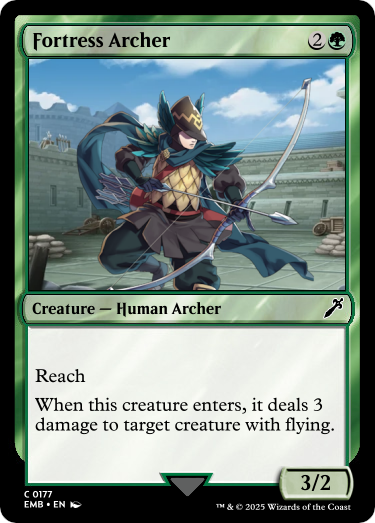 Fortress Archer 2
Creature — Human Archer
Reach
When this creature enters, it deals 3
damage to target creature with flying.
3/2
C 0177
EMB • EN
™ & © 2025 Wizards of the Coast